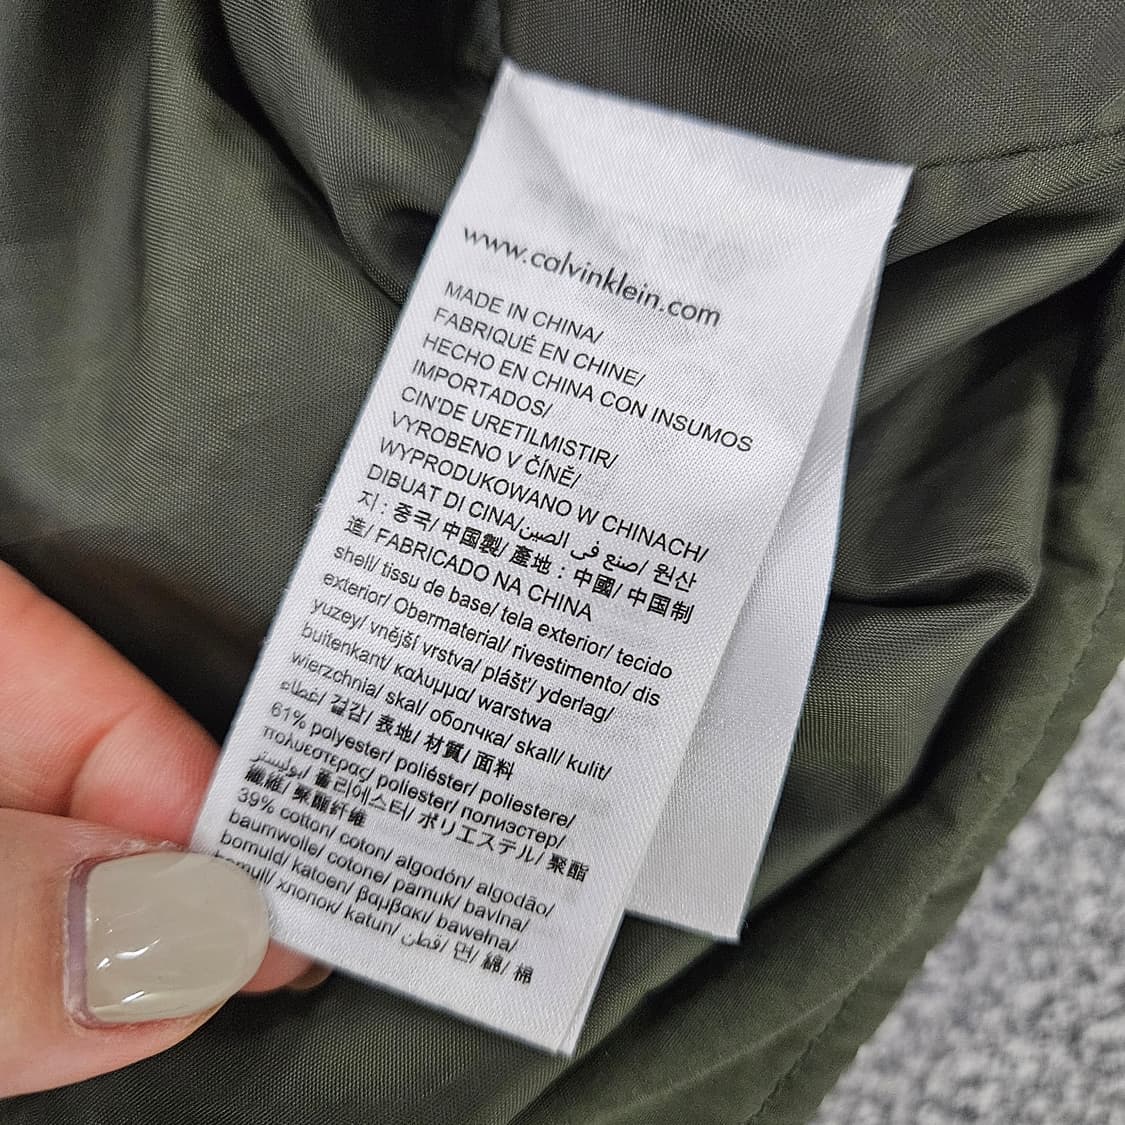 www.calvinklein.com
MADE IN CHINA/
FABRIQUÉ EN CHINE/
HECHO EN CHINA CON INSUMOS
IMPORTADOS/
CIN'DE URETILMISTIR/
VYROBENO V ČÍNĚ/
WYPRODUKOWANO W CHINACH/
DIBUAT DI CINA/صنع في الصين/ 원산
지 : 중국/ 中国製/ 產地 : 中國/ 中国制
造/ FABRICADO NA CHINA
shell/ tissu de base/ tela exterior/ tecido
exterior/ Obermaterial/ rivestimento/ dis
yuzey/ vnější vrstva/ plášť/ yderlag/
buitenkant/ καλυμμα/ warstwa
wierzchnia/ skal/ оболчка/ skall/ kulit/
غطاء/ 겉감/ 表地/ 材質/ 面料
61% polyester/ poliéster/ poliestere/
πολυεστερας/ poliester/ полиэстер/
بوليستر/ 폴리에스터/ ポリエステル/ 聚酯
纖維/ 聚酯纤维
39% cotton/ coton/ algodón/ algodão/
baumwolle/ cotone/ pamuk/ bavlna/
bomuld/ katoen/ βαμβακι/ bawełna/
bomull/ хлопок/ katun/ قطن/ 면/ 綿/ 棉